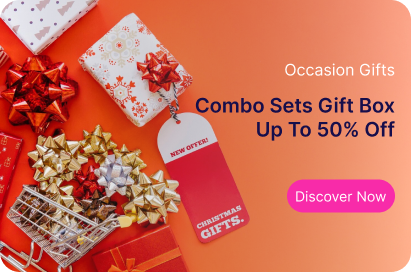 Occasion Gifts
Combo Sets Gift Box
Up To 50% Off
NEW OFFER!
CHRISTMAS
GIFTS.
Discover Now